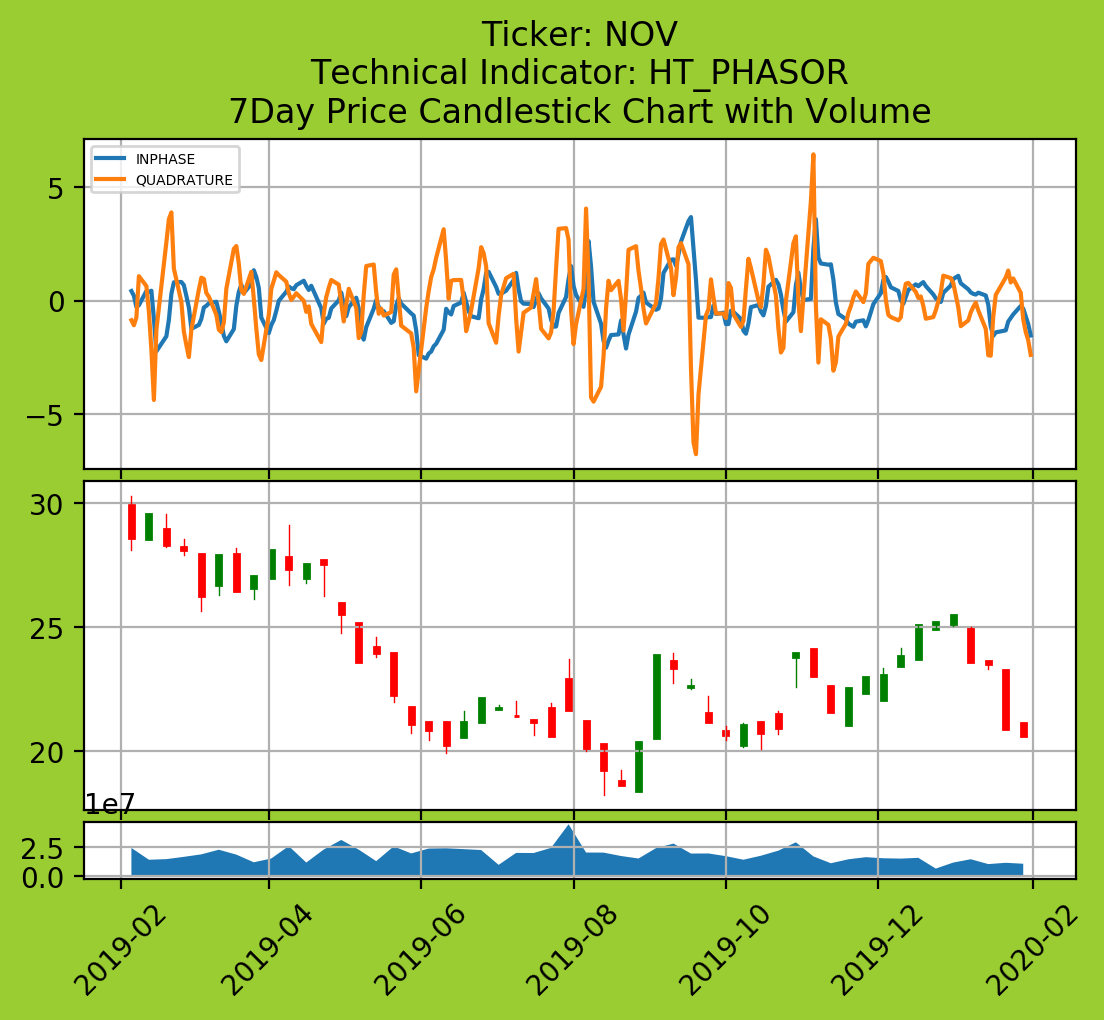 Ticker: NOV
Technical Indicator: HT_PHASOR
7Day Price Candlestick Chart with Volume
INPHASE
QUADRATURE
5
0
−5
30
25
20
1e7
2.5
0.0
2019-02
2019-04
2019-06
2019-08
2019-10
2019-12
2020-02